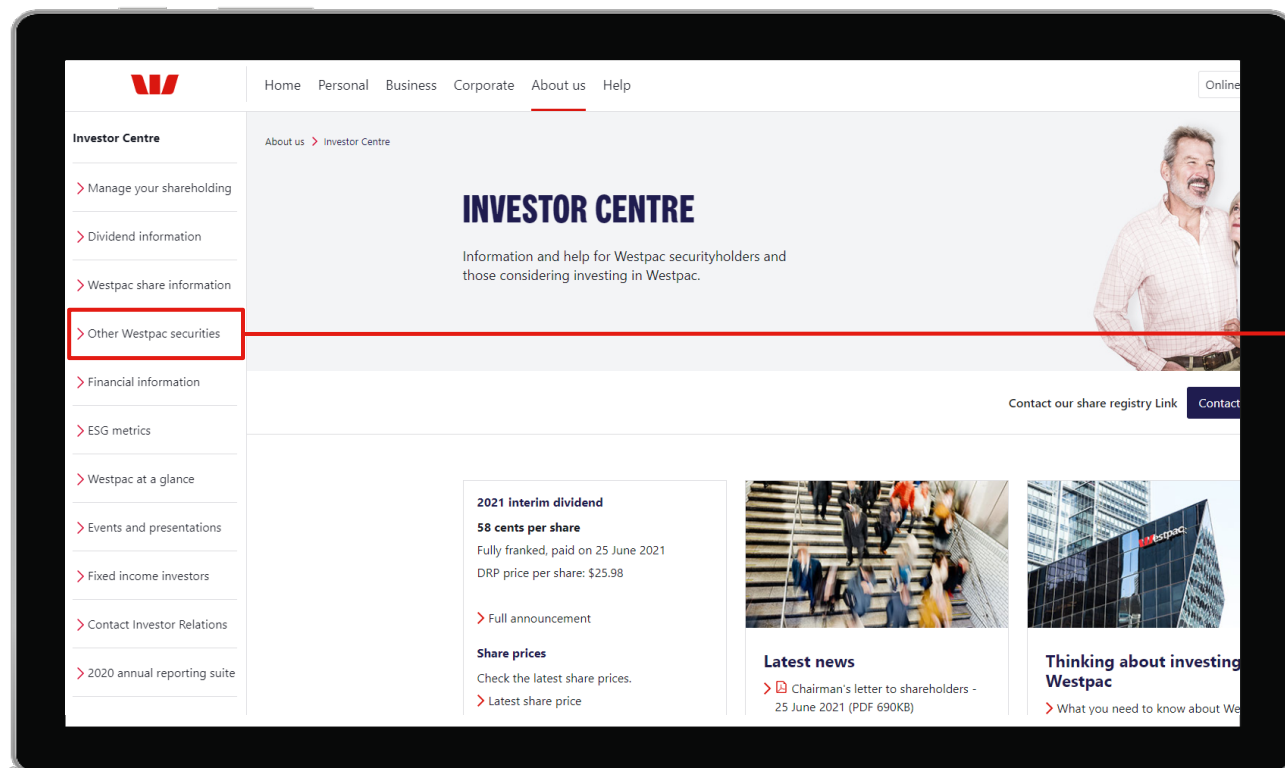 Home Personal Business Corporate About us Help
Online
Investor Centre
Manage your shareholding
Dividend information
Westpac share information
Other Westpac securities
Financial information
ESG metrics
Westpac at a glance
Events and presentations
Fixed income investors
Contact Investor Relations
2020 annual reporting suite
About us Investor Centre
INVESTOR CENTRE
Information and help for Westpac securityholders and
those considering investing in Westpac.
Contact our share registry Link Contact
2021 interim dividend
58 cents per share
Fully franked, paid on 25 June 2021
DRP price per share: $25.98
Full announcement
Share prices
Check the latest share prices.
Latest share price
Latest news
Chairman's letter to shareholders -
25 June 2021 (PDF 690KB)
Westpac
Thinking about investing
Westpac
What you need to know about We